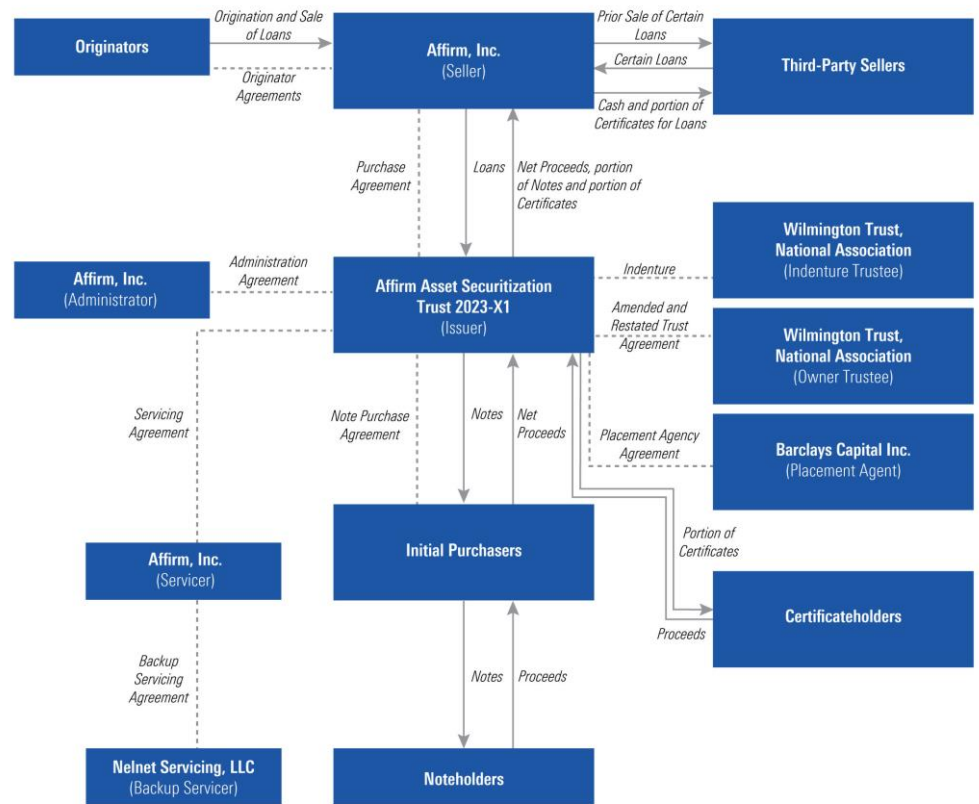 Originators
Origination and Sale
of Loans
Originator
Agreements
Affirm, Inc.
(Seller)
Prior Sale of Certain
Loans
Certain Loans
Cash and portion of
Certificates for Loans
Third-Party Sellers
Purchase
Agreement
Loans
Net Proceeds, portion
of Notes and portion of
Certificates
Affirm, Inc.
(Administrator)
Administration
Agreement
Affirm Asset Securitization
Trust 2023-X1
(Issuer)
Indenture
Wilmington Trust,
National Association
(Indenture Trustee)
Amended and
Restated Trust
Agreement
Wilmington Trust,
National Association
(Owner Trustee)
Servicing
Agreement
Note Purchase
Agreement
Notes
Net
Proceeds
Placement Agency
Agreement
Barclays Capital Inc.
(Placement Agent)
Affirm, Inc.
(Servicer)
Initial Purchasers
Portion of
Certificates
Proceeds
Certificateholders
Backup
Servicing
Agreement
Notes
Proceeds
Nelnet Servicing, LLC
(Backup Servicer)
Noteholders